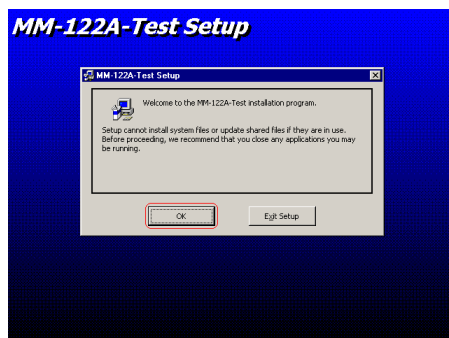 MM-122A-Test Setup
MM-122A-Test Setup
Welcome to the MM-122A-Test installation program.
Setup cannot install system files or update shared files if they are in use.
Before proceeding, we recommend that you close any applications you may
be running.
OK
Exit Setup